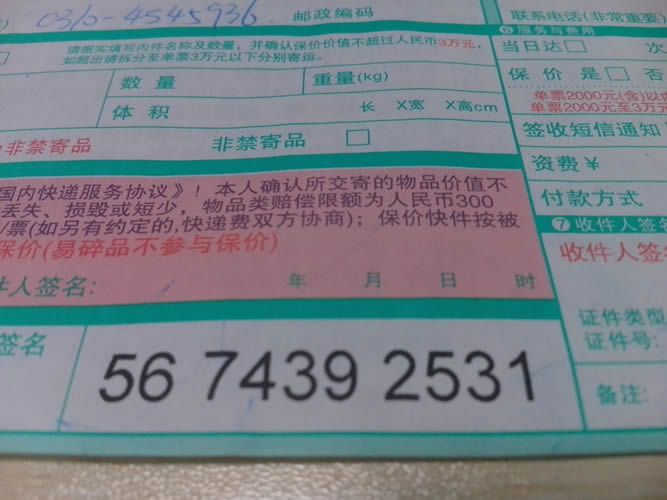 0310-4545936 邮政编码
联系电话(非常重要)
请据实填写内件名称及数量，并确认保价价值不超过人民币3万元，
如超出请拆分至单票3万元以下分别寄运。
6 服务与费用
当日达□ 次
数量 重量(kg)
保价 是□ 否
体积 长 X宽 X高cm
单票2000元(含)以
单票2000元至3万元
非禁寄品 非禁寄品 □
签收短信通知
资费￥
国内快递服务协议》！本人确认所交寄的物品价值不
丢失、损毁或短少，物品类赔偿限额为人民币300
/票(如另有约定的,快递费双方协商)；保价快件按被
保价(易碎品不参与保价)
付款方式
7 收件人签名
收件人签名
件人签名: 年 月 日 时
证件类型
证件号:
签名
56 7439 2531
备注: